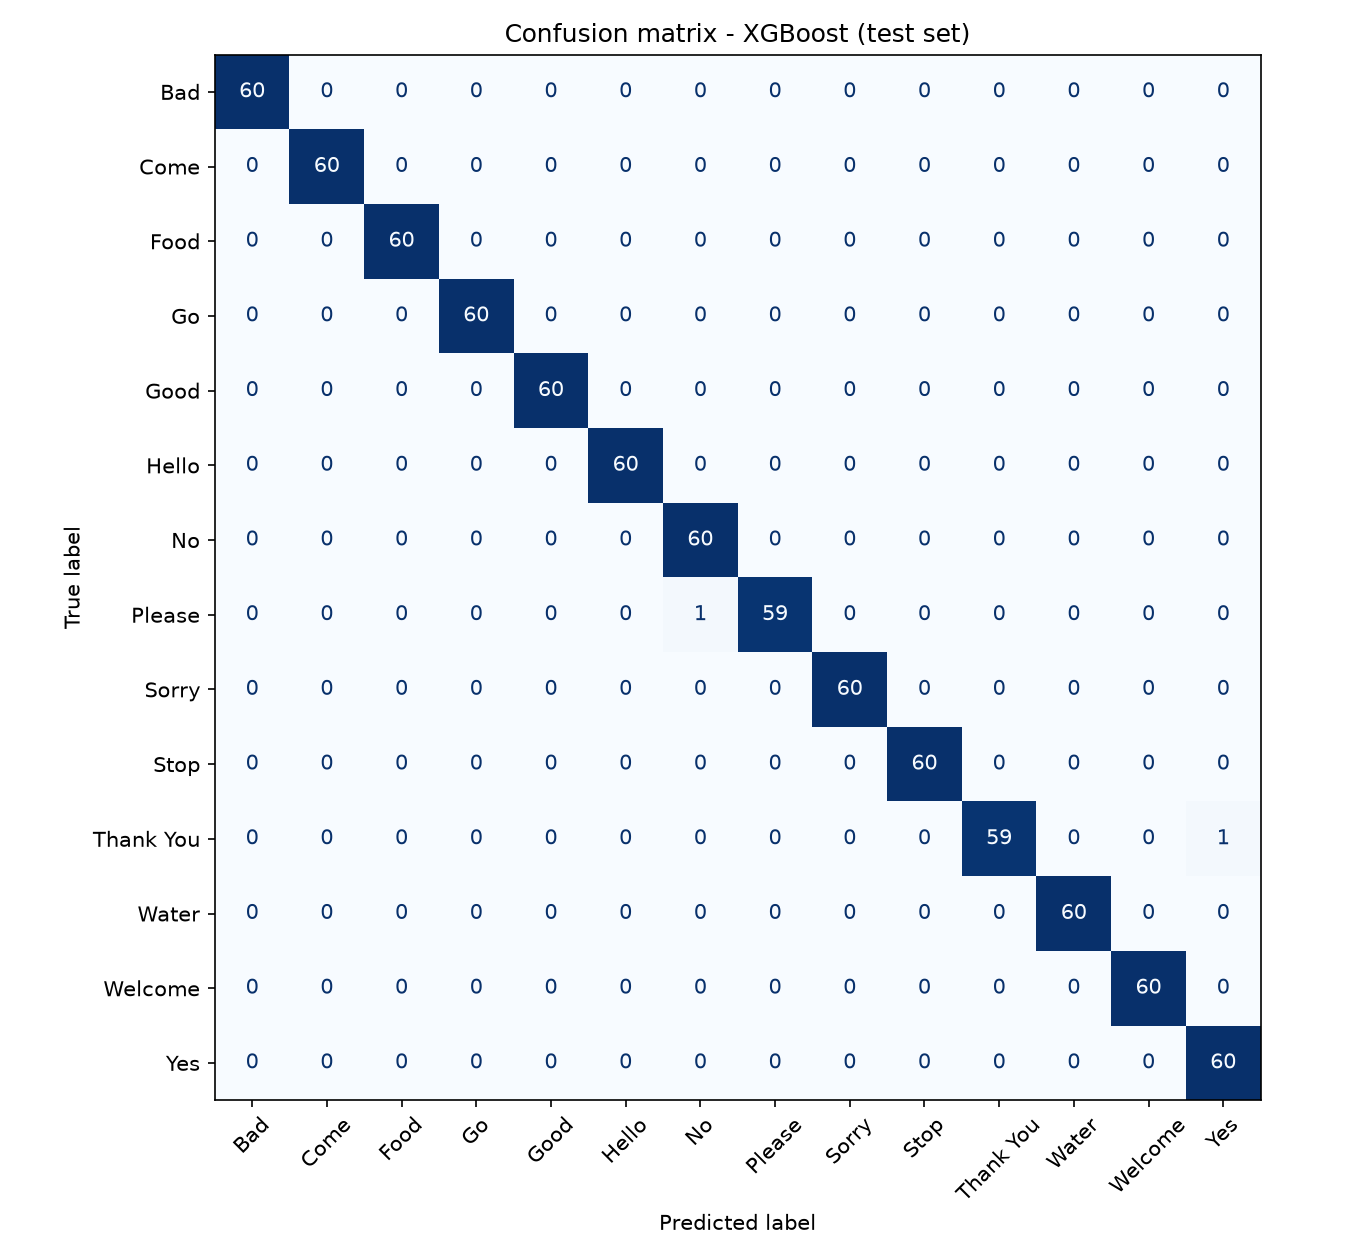 Confusion matrix - XGBoost (test set)
Bad 60 0 0 0 0 0 0 0 0 0 0 0 0 0
Come 0 60 0 0 0 0 0 0 0 0 0 0 0 0
Food 0 0 60 0 0 0 0 0 0 0 0 0 0 0
Go 0 0 0 60 0 0 0 0 0 0 0 0 0 0
Good 0 0 0 0 60 0 0 0 0 0 0 0 0 0
Hello 0 0 0 0 0 60 0 0 0 0 0 0 0 0
No 0 0 0 0 0 0 60 0 0 0 0 0 0 0
Please 0 0 0 0 0 0 1 59 0 0 0 0 0 0
Sorry 0 0 0 0 0 0 0 0 60 0 0 0 0 0
Stop 0 0 0 0 0 0 0 0 0 60 0 0 0 0
Thank You 0 0 0 0 0 0 0 0 0 0 59 0 0 1
Water 0 0 0 0 0 0 0 0 0 0 0 60 0 0
Welcome 0 0 0 0 0 0 0 0 0 0 0 0 60 0
Yes 0 0 0 0 0 0 0 0 0 0 0 0 0 60
True label
Bad Come Food Go Good Hello No Please Sorry Stop Thank You Water Welcome Yes
Predicted label